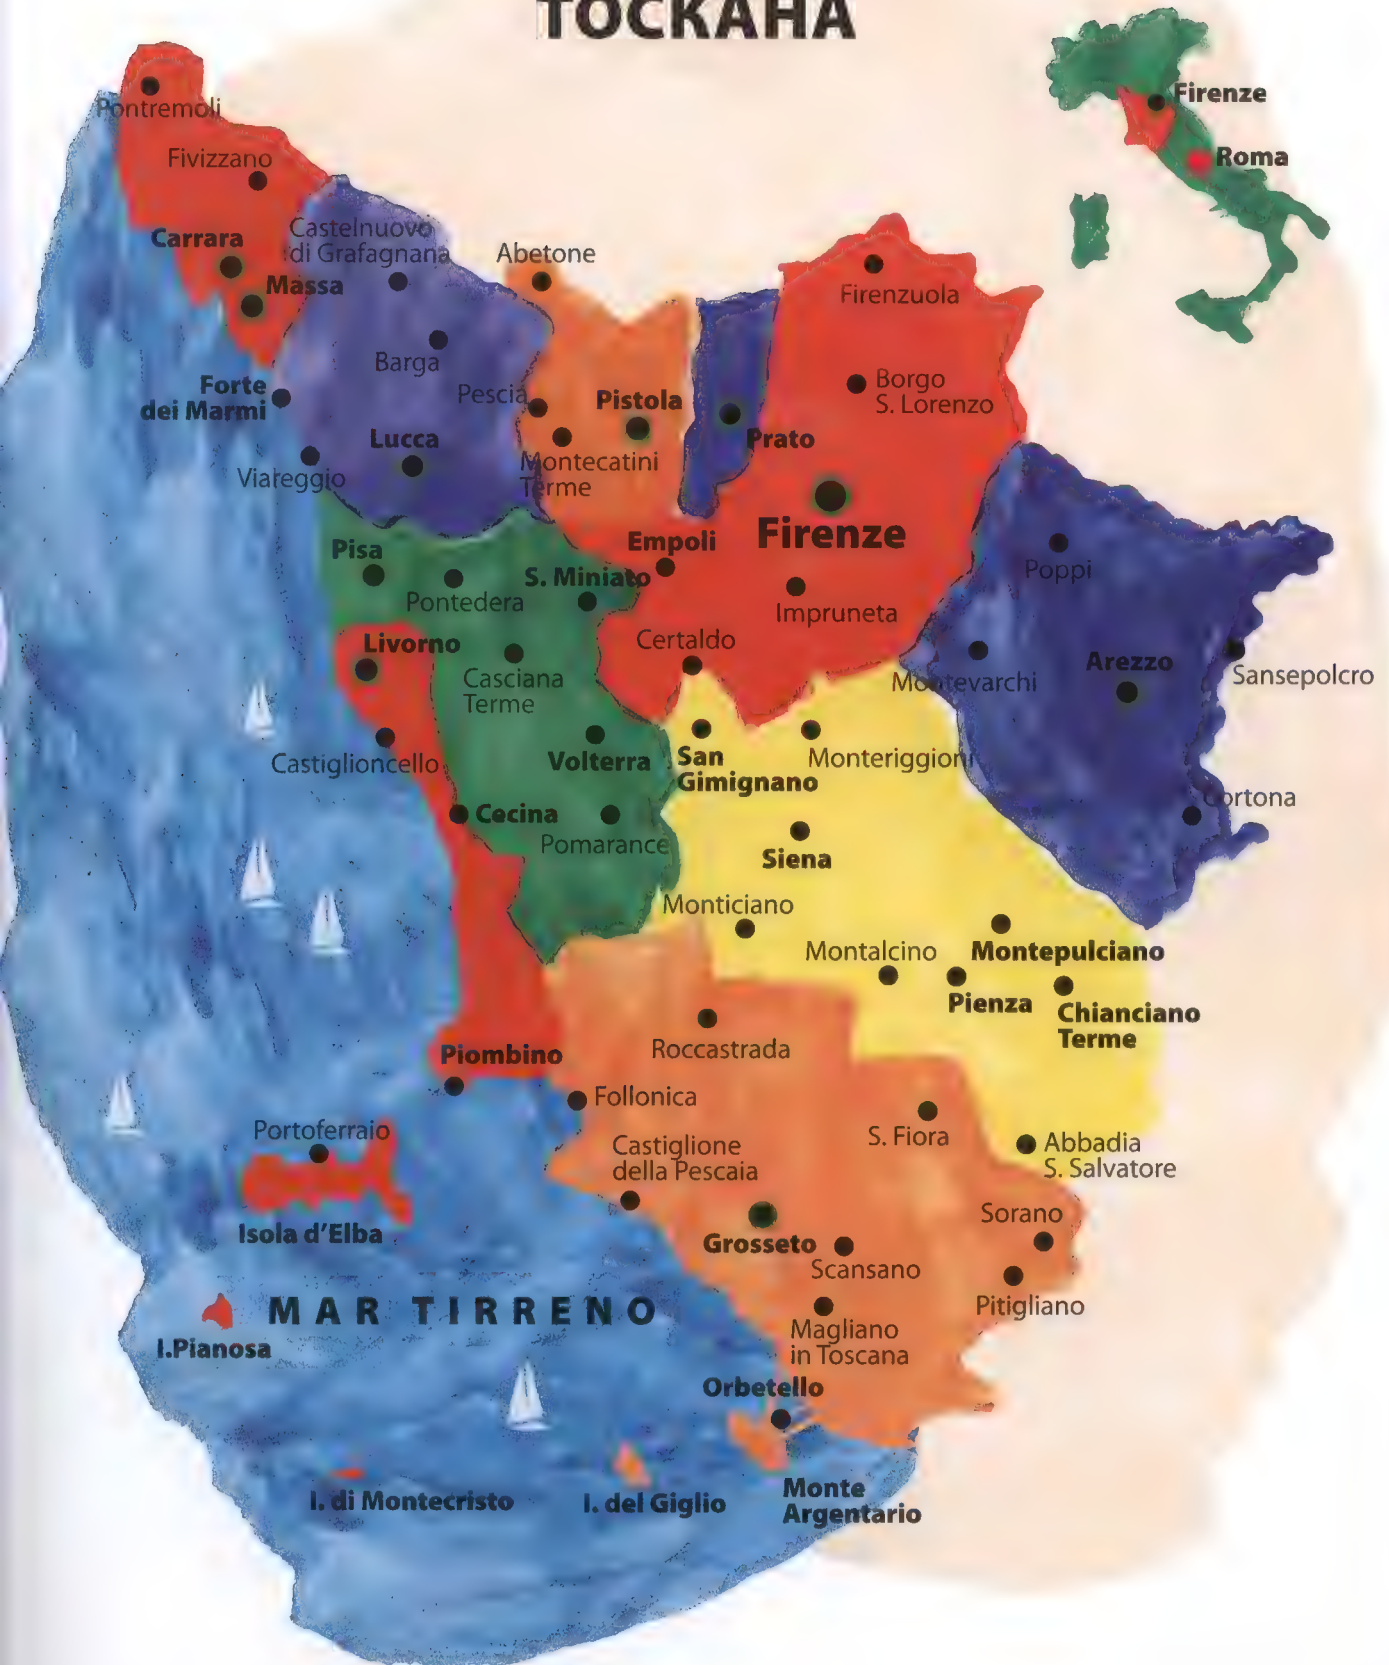 ТОСКАНА
Firenze
Roma
Pontremoli
Fivizzano
Carrara
Massa
Castelnuovo
di Grafagnana
Abetone
Firenzuola
Barga
Forte
dei Marmi
Pescia
Pistola
Borgo
S. Lorenzo
Lucca
Prato
Viareggio
Montecatini
Terme
Firenze
Empoli
Pisa
S. Miniato
Pontedera
Impruneta
Poppi
Livorno
Certaldo
Casciana
Terme
Montevarchi
Arezzo
Sansepolcro
Castiglioncello
Volterra
San
Gimignano
Monteriggioni
Cecina
Pomarance
Cortona
Siena
Monticiano
Montalcino
Montepulciano
Pienza
Chianciano
Terme
Roccastrada
Piombino
Follonica
Portoferraio
S. Fiora
Castiglione
della Pescaia
Abbadia
S. Salvatore
Isola d'Elba
Grosseto
Sorano
Scansano
MAR TIRRENO
Pitigliano
I.Pianosa
Magliano
in Toscana
Orbetello
I. di Montecristo
I. del Giglio
Monte
Argentario